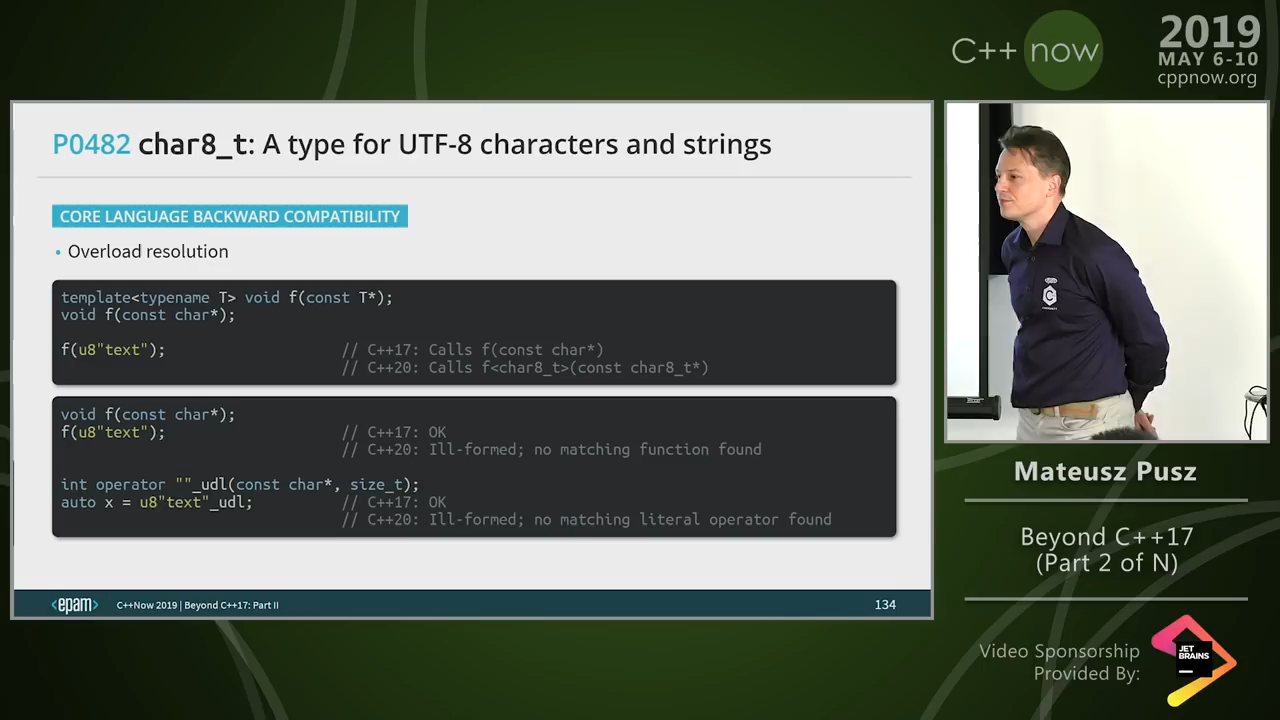 C++ now
2019
MAY 6-10
cppnow.org
P0482 char8_t: A type for UTF-8 characters and strings
CORE LANGUAGE BACKWARD COMPATIBILITY
• Overload resolution
template<typename T> void f(const T*);
void f(const char*);
f(u8"text"); // C++17: Calls f(const char*)
// C++20: Calls f<char8_t>(const char8_t*)
void f(const char*);
f(u8"text"); // C++17: OK
// C++20: Ill-formed; no matching function found
int operator ""_udl(const char*, size_t);
auto x = u8"text"_udl; // C++17: OK
// C++20: Ill-formed; no matching literal operator found
<epam> C++Now 2019 | Beyond C++17: Part II 134
Mateusz Pusz
Beyond C++17
(Part 2 of N)
Video Sponsorship
Provided By:
JET
BRAINS